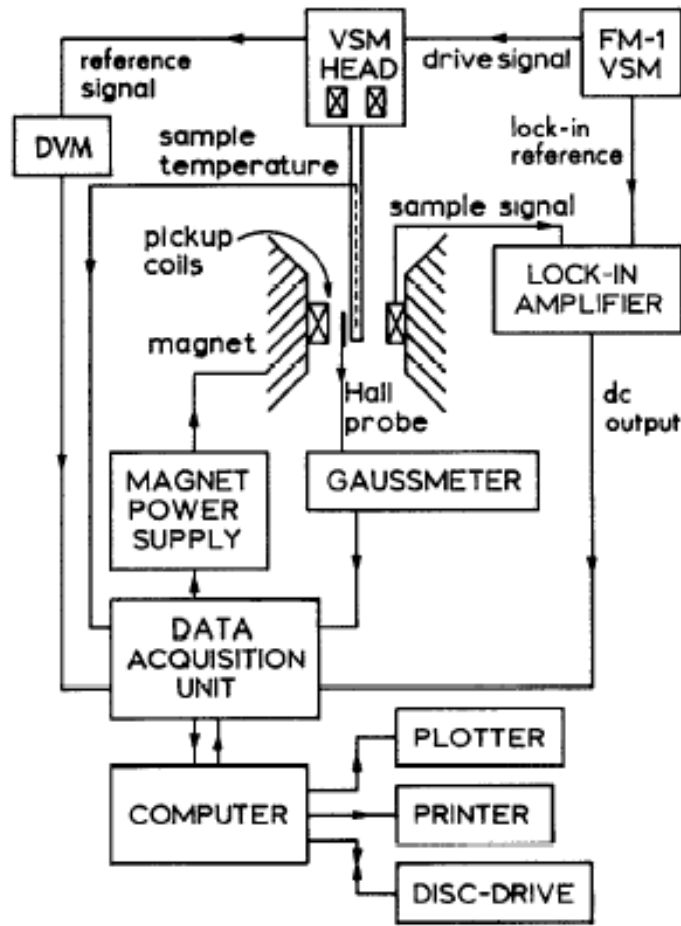 VSM
HEAD
FM-1
VSM
drive signal
reference
signal
DVM
sample
temperature
lock-in
reference
sample signal
pickup
coils
LOCK-IN
AMPLIFIER
magnet
Hall
probe
dc
output
MAGNET
POWER
SUPPLY
GAUSSMETER
DATA
ACQUISITION
UNIT
PLOTTER
COMPUTER
PRINTER
DISC-DRIVE